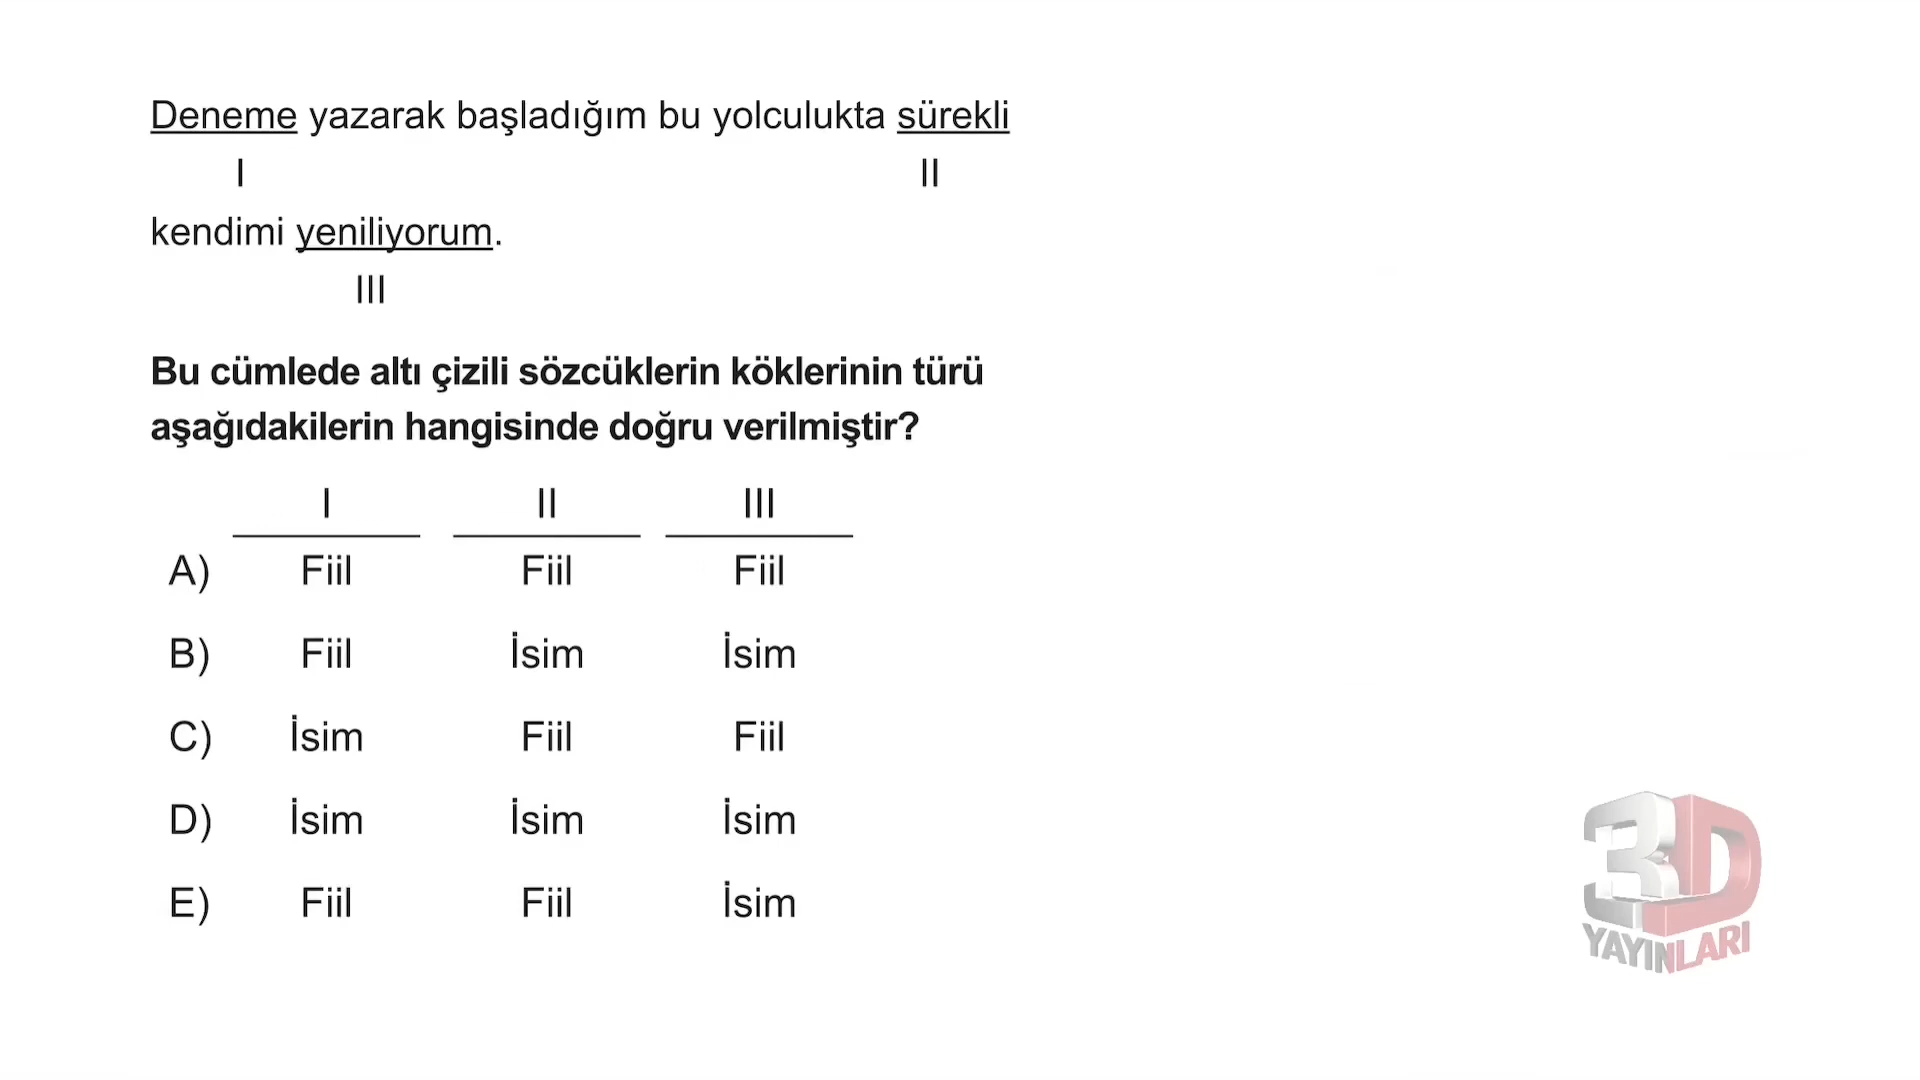 Deneme yazarak başladığım bu yolculukta sürekli
I II
kendimi yeniliyorum.
III
Bu cümlede altı çizili sözcüklerin köklerinin türü
aşağıdakilerin hangisinde doğru verilmiştir?
I II III
A) Fiil Fiil Fiil
B) Fiil İsim İsim
C) İsim Fiil Fiil
D) İsim İsim İsim
E) Fiil Fiil İsim
3D
YAYINLARI